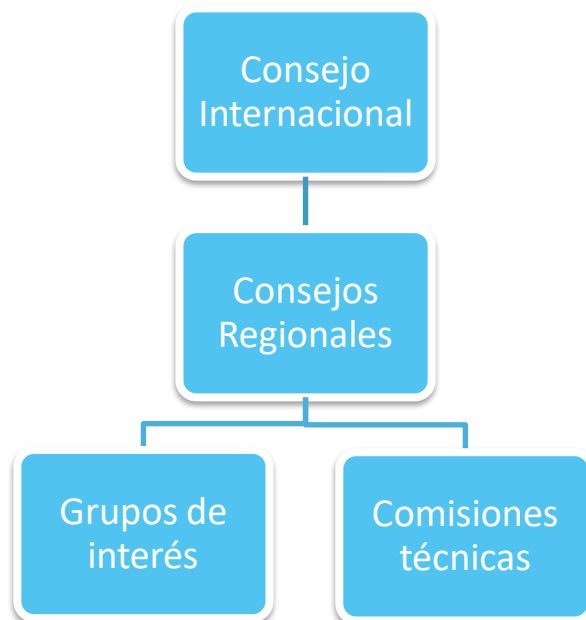 Consejo
Internacional
Consejos
Regionales
Grupos de
interés
Comisiones
técnicas